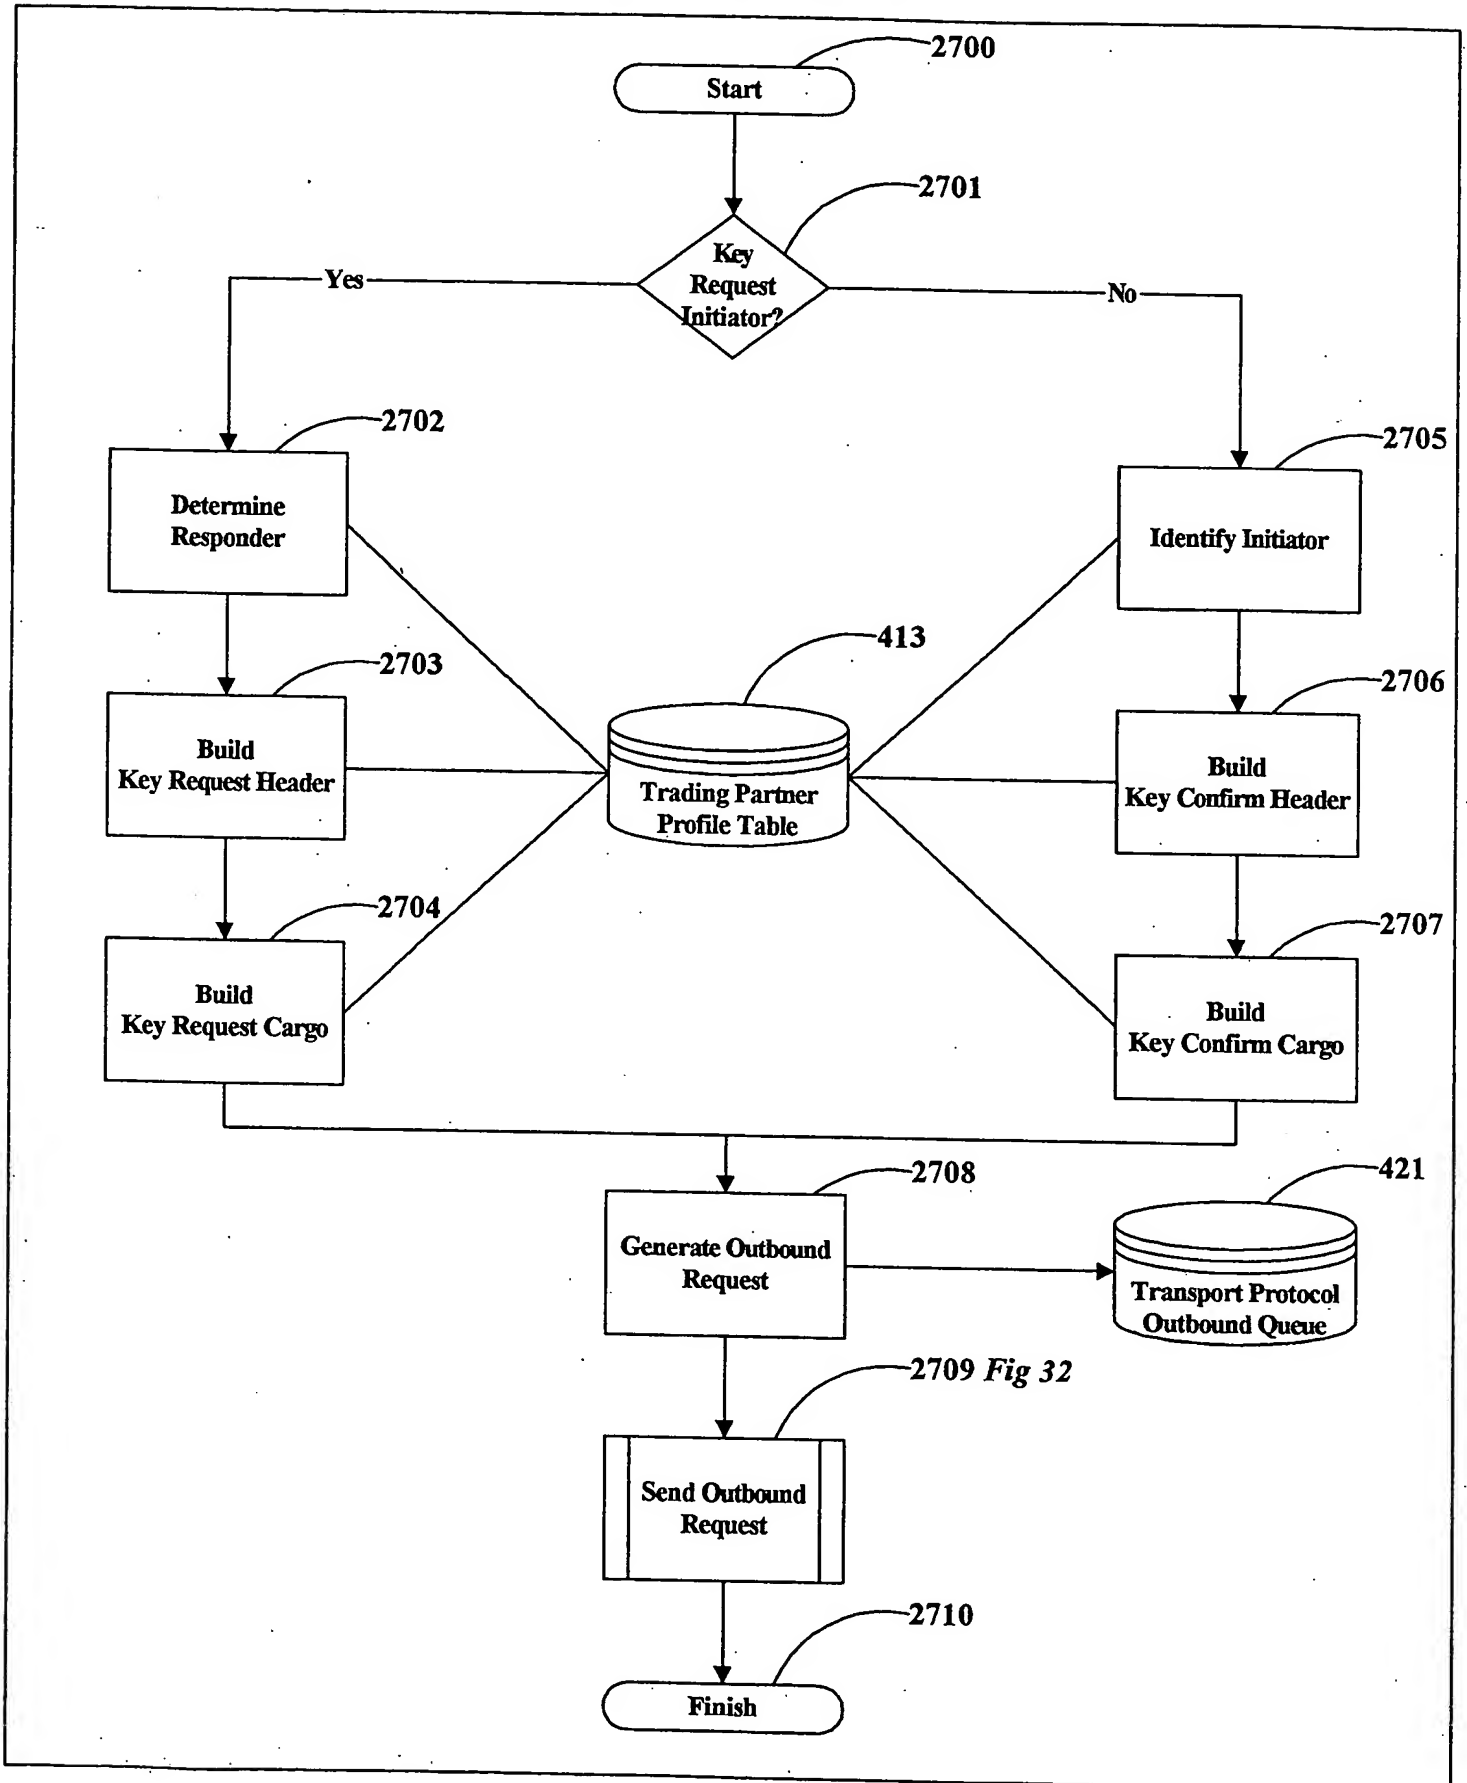 2700
Start
2701
Key
Request
Initiator?
Yes
No
2702
Determine
Responder
2705
Identify Initiator
413
Trading Partner
Profile Table
2703
Build
Key Request Header
2706
Build
Key Confirm Header
2704
Build
Key Request Cargo
2707
Build
Key Confirm Cargo
2708
Generate Outbound
Request
421
Transport Protocol
Outbound Queue
2709 Fig 32
Send Outbound
Request
2710
Finish